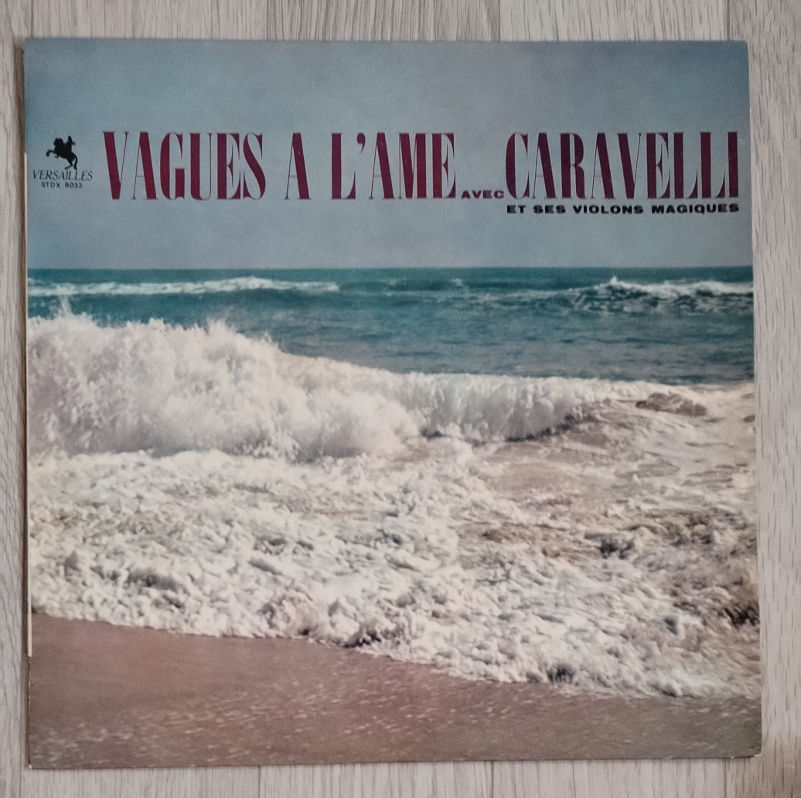 VAGUES A L'AME AVEC CARAVELLI
ET SES VIOLONS MAGIQUES
VERSAILLES
STDX 8033